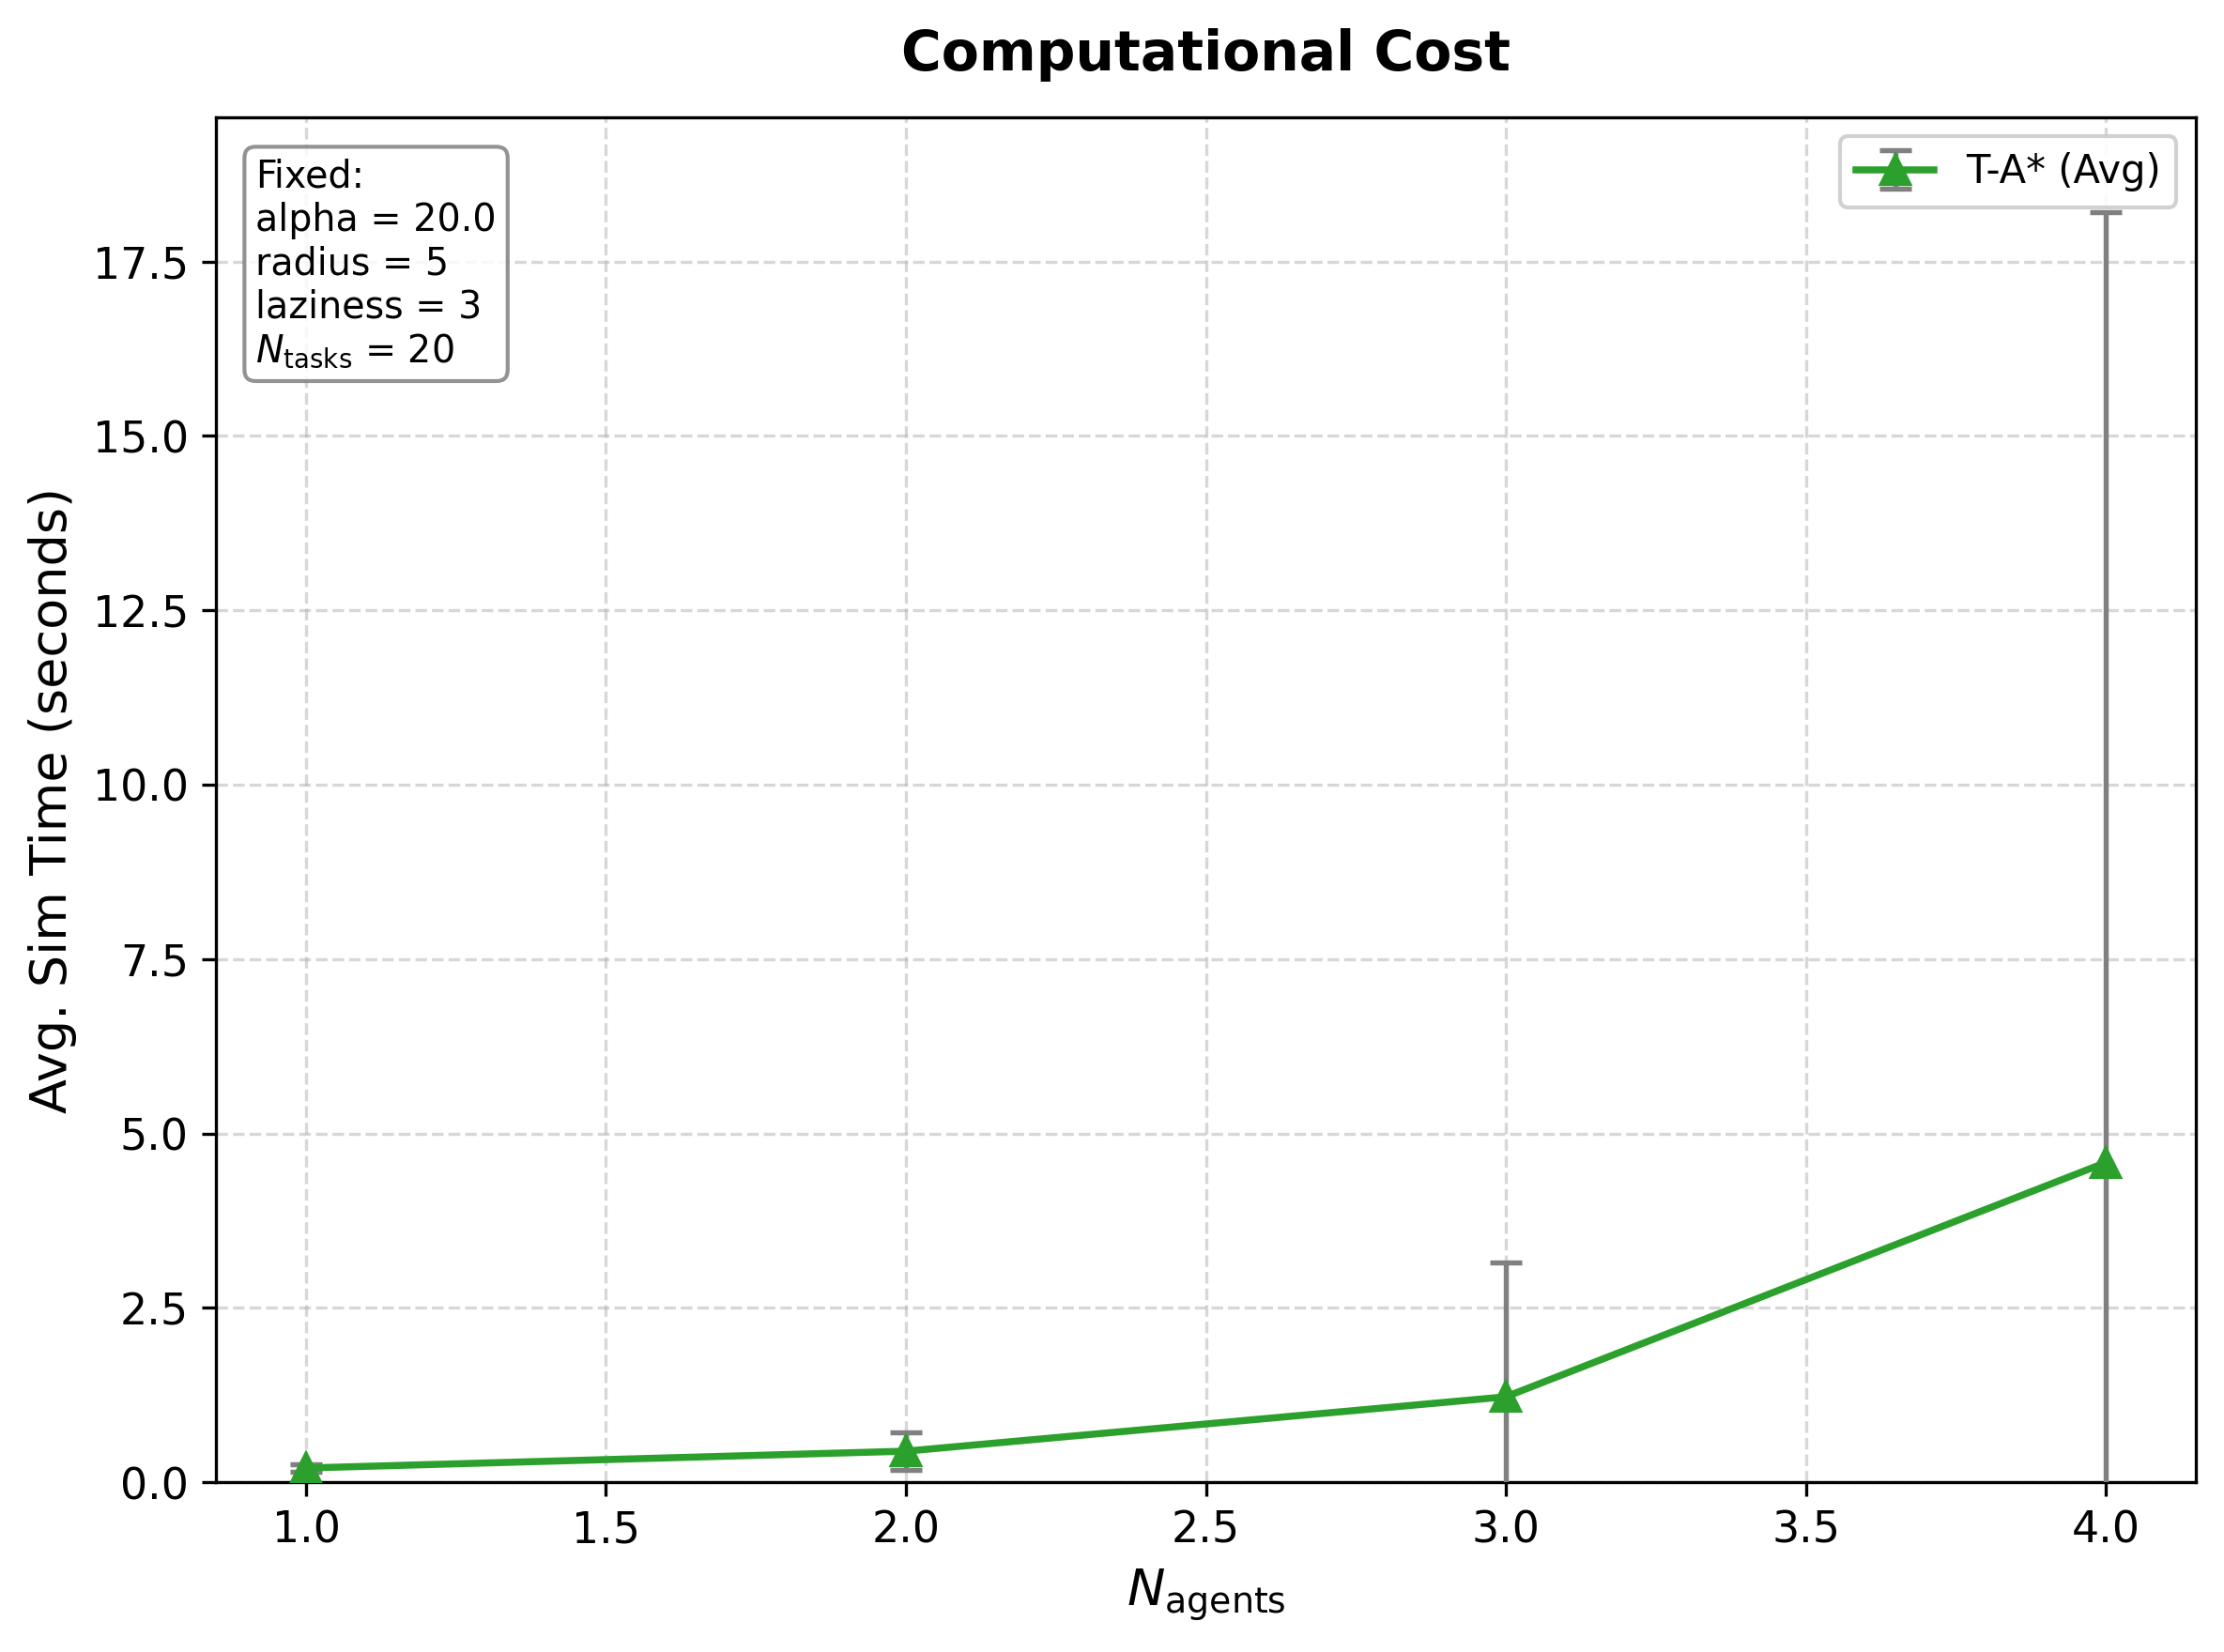 Computational Cost
Fixed:
alpha = 20.0
radius = 5
laziness = 3
N_tasks = 20
T-A* (Avg)
Avg. Sim Time (seconds)
17.5
15.0
12.5
10.0
7.5
5.0
2.5
0.0
1.0 1.5 2.0 2.5 3.0 3.5 4.0
N_agents